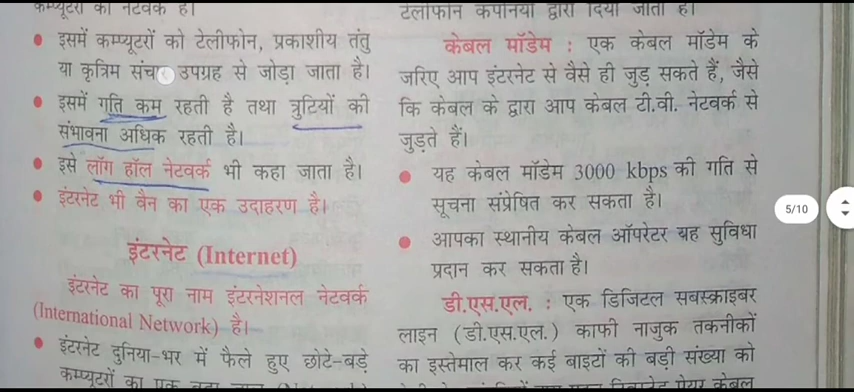 कम्प्यूटरों का नेटवर्क है।
इसमें कम्प्यूटरों को टेलीफोन, प्रकाशीय तंतु
या कृत्रिम संचार उपग्रह से जोड़ा जाता है।
इसमें गति कम रहती है तथा त्रुटियों की
संभावना अधिक रहती है।
इसे लाँग हॉल नेटवर्क भी कहा जाता है।
इंटरनेट भी वैन का एक उदाहरण है।
इंटरनेट (Internet)
इंटरनेट का पूरा नाम इंटरनेशनल नेटवर्क
(International Network) है।
इंटरनेट दुनिया-भर में फैले हुए छोटे-बड़े
कम्प्यूटरों का एक
टेलीफोन कंपनियों द्वारा दिया जाता है।
केबल मॉडेम : एक केबल मॉडेम के
जरिए आप इंटरनेट से वैसे ही जुड़ सकते हैं, जैसे
कि केबल के द्वारा आप केबल टी.वी. नेटवर्क से
जुड़ते हैं।
यह केबल मॉडेम 3000 kbps की गति से
सूचना संप्रेषित कर सकता है।
आपका स्थानीय केबल ऑपरेटर यह सुविधा
प्रदान कर सकता है।
डी.एस.एल. : एक डिजिटल सबस्क्राइबर
लाइन (डी.एस.एल.) काफी नाजुक तकनीकों
का इस्तेमाल कर कई बाइटों की बड़ी संख्या को
केबल
5/10